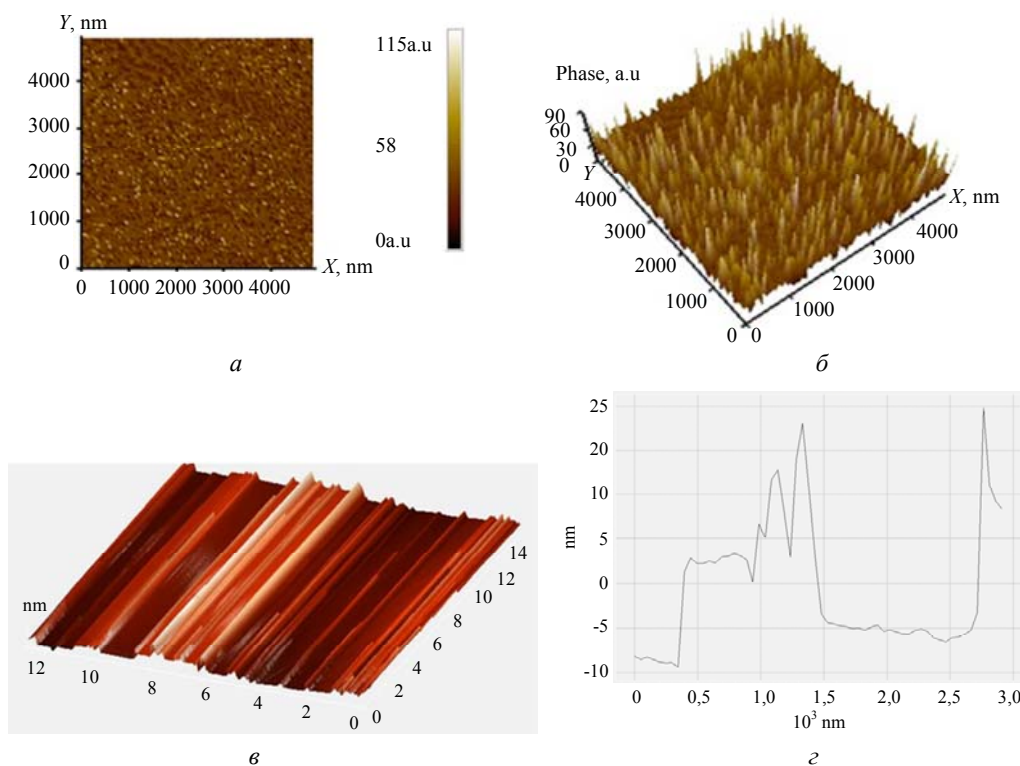 Y, nm
4000
3000
2000
1000
0
0 1000 2000 3000 4000
X, nm
115a.u
58
0a.u
а
Phase, a.u
90
60
30
0
Y
4000
3000
2000
1000
0
X, nm
4000
3000
2000
1000
0
б
nm
12 10 8 6 4 2 0
14
12
10
8
6
4
2
0
в
25
20
10
5
0
-5
-10
nm
0 0,5 1,0 1,5 2,0 2,5 3,0
10³ nm
г